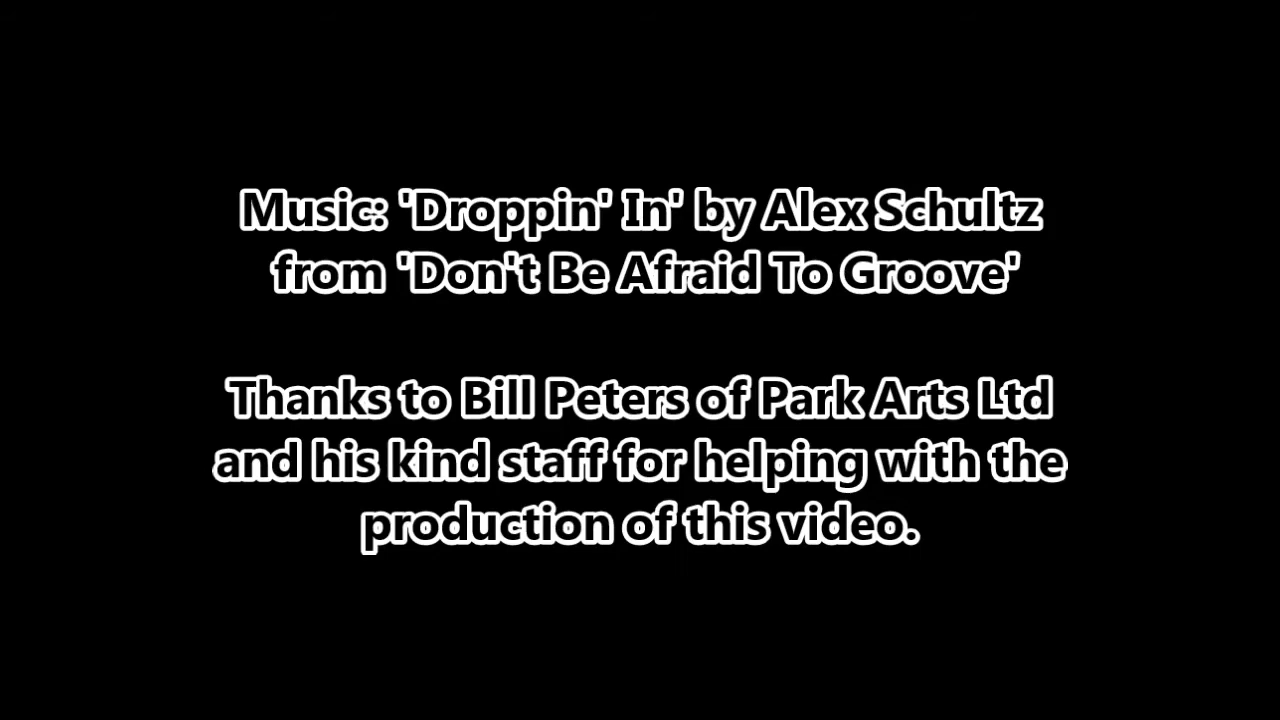 Music: 'Droppin' In' by Alex Schultz
from 'Don't Be Afraid To Groove'
Thanks to Bill Peters of Park Arts Ltd
and his kind staff for helping with the
production of this video.